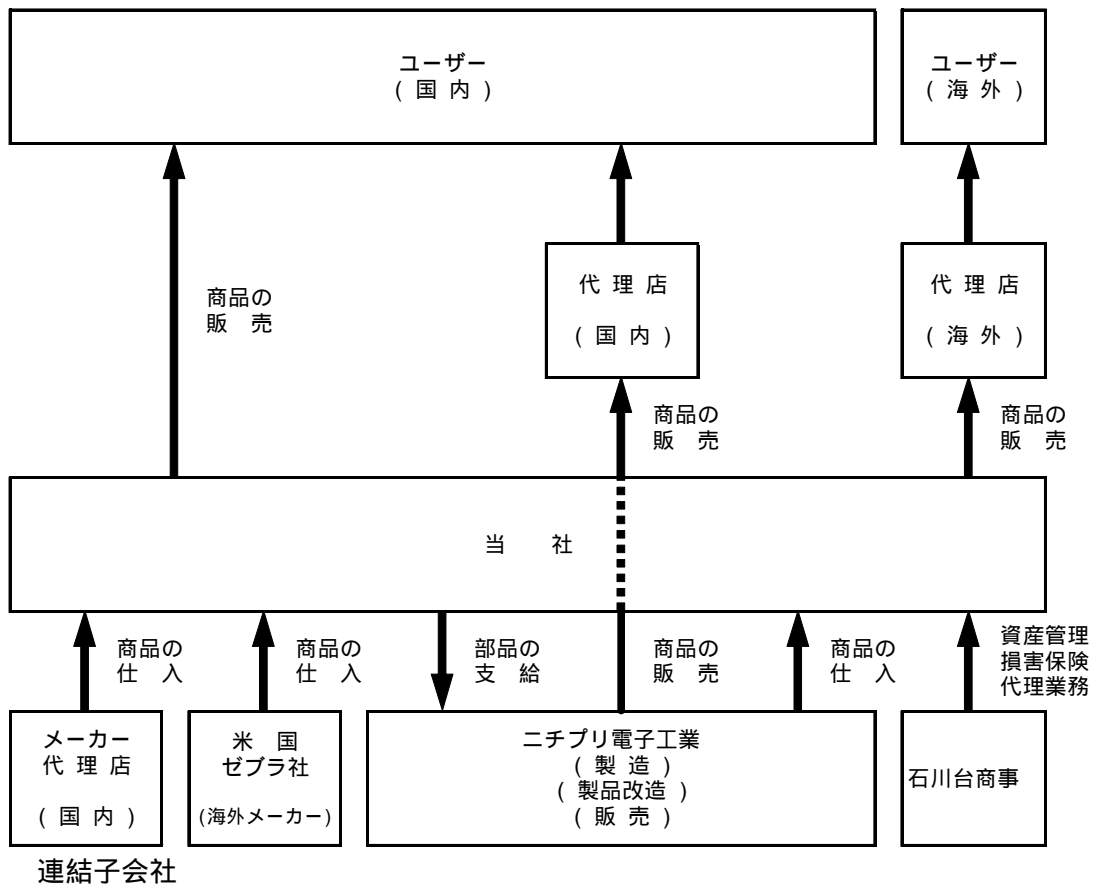 ユーザー
( 国 内 )
ユーザー
( 海 外 )
商品の
販　売
代 理 店
( 国 内 )
代 理 店
( 海 外 )
商品の
販　売
商品の
販　売
当　　社
商品の
仕　入
商品の
仕　入
部品の
支　給
商品の
販　売
商品の
仕　入
資産管理
損害保険
代理業務
メーカー
代 理 店
( 国 内 )
米　国
ゼブラ社
(海外メーカー)
ニチプリ電子工業
( 製 造 )
( 製品改造 )
( 販 売 )
石川台商事
連結子会社